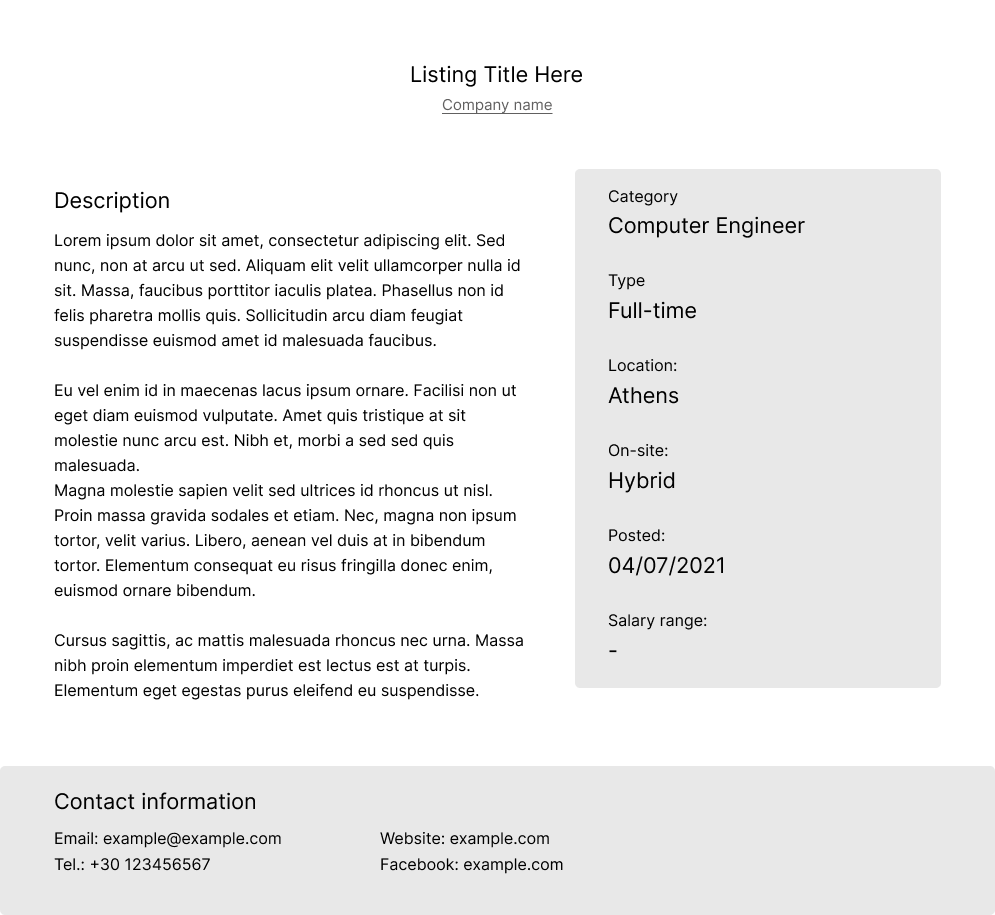 Listing Title Here
Company name
Description
Lorem ipsum dolor sit amet, consectetur adipiscing elit. Sed
nunc, non at arcu ut sed. Aliquam elit velit ullamcorper nulla id
sit. Massa, faucibus porttitor iaculis platea. Phasellus non id
felis pharetra mollis quis. Sollicitudin arcu diam feugiat
suspendisse euismod amet id malesuada faucibus.
Eu vel enim id in maecenas lacus ipsum ornare. Facilisi non ut
eget diam euismod vulputate. Amet quis tristique at sit
molestie nunc arcu est. Nibh et, morbi a sed sed quis
malesuada.
Magna molestie sapien velit sed ultrices id rhoncus ut nisl.
Proin massa gravida sodales et etiam. Nec, magna non ipsum
tortor, velit varius. Libero, aenean vel duis at in bibendum
tortor. Elementum consequat eu risus fringilla donec enim,
euismod ornare bibendum.
Cursus sagittis, ac mattis malesuada rhoncus nec urna. Massa
nibh proin elementum imperdiet est lectus est at turpis.
Elementum eget egestas purus eleifend eu suspendisse.
Category
Computer Engineer
Type
Full-time
Location:
Athens
On-site:
Hybrid
Posted:
04/07/2021
Salary range:
-
Contact information
Email: example@example.com
Tel.: +30 123456567
Website: example.com
Facebook: example.com